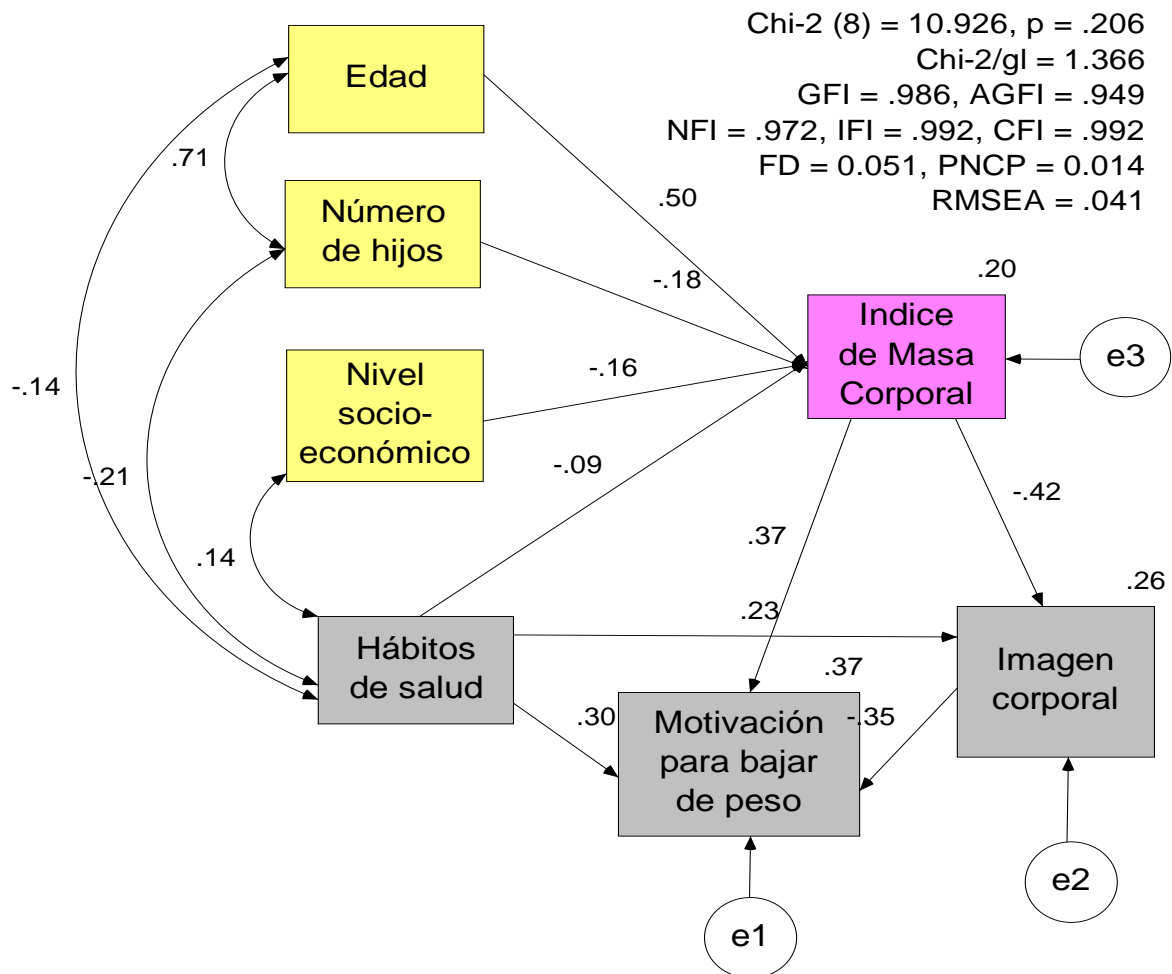 Chi-2 (8) = 10.926, p = .206
Chi-2/gl = 1.366
GFI = .986, AGFI = .949
NFI = .972, IFI = .992, CFI = .992
FD = 0.051, PNCP = 0.014
RMSEA = .041
Edad
.71
.50
Número
de hijos
-.18
.20
Indice
de Masa
Corporal
e3
Nivel
socio-
económico
-.16
-.14
-.21
-.09
-.42
.14
.37
.26
.23
Hábitos
de salud
.37
Imagen
corporal
.30
-.35
Motivación
para bajar
de peso
e2
e1